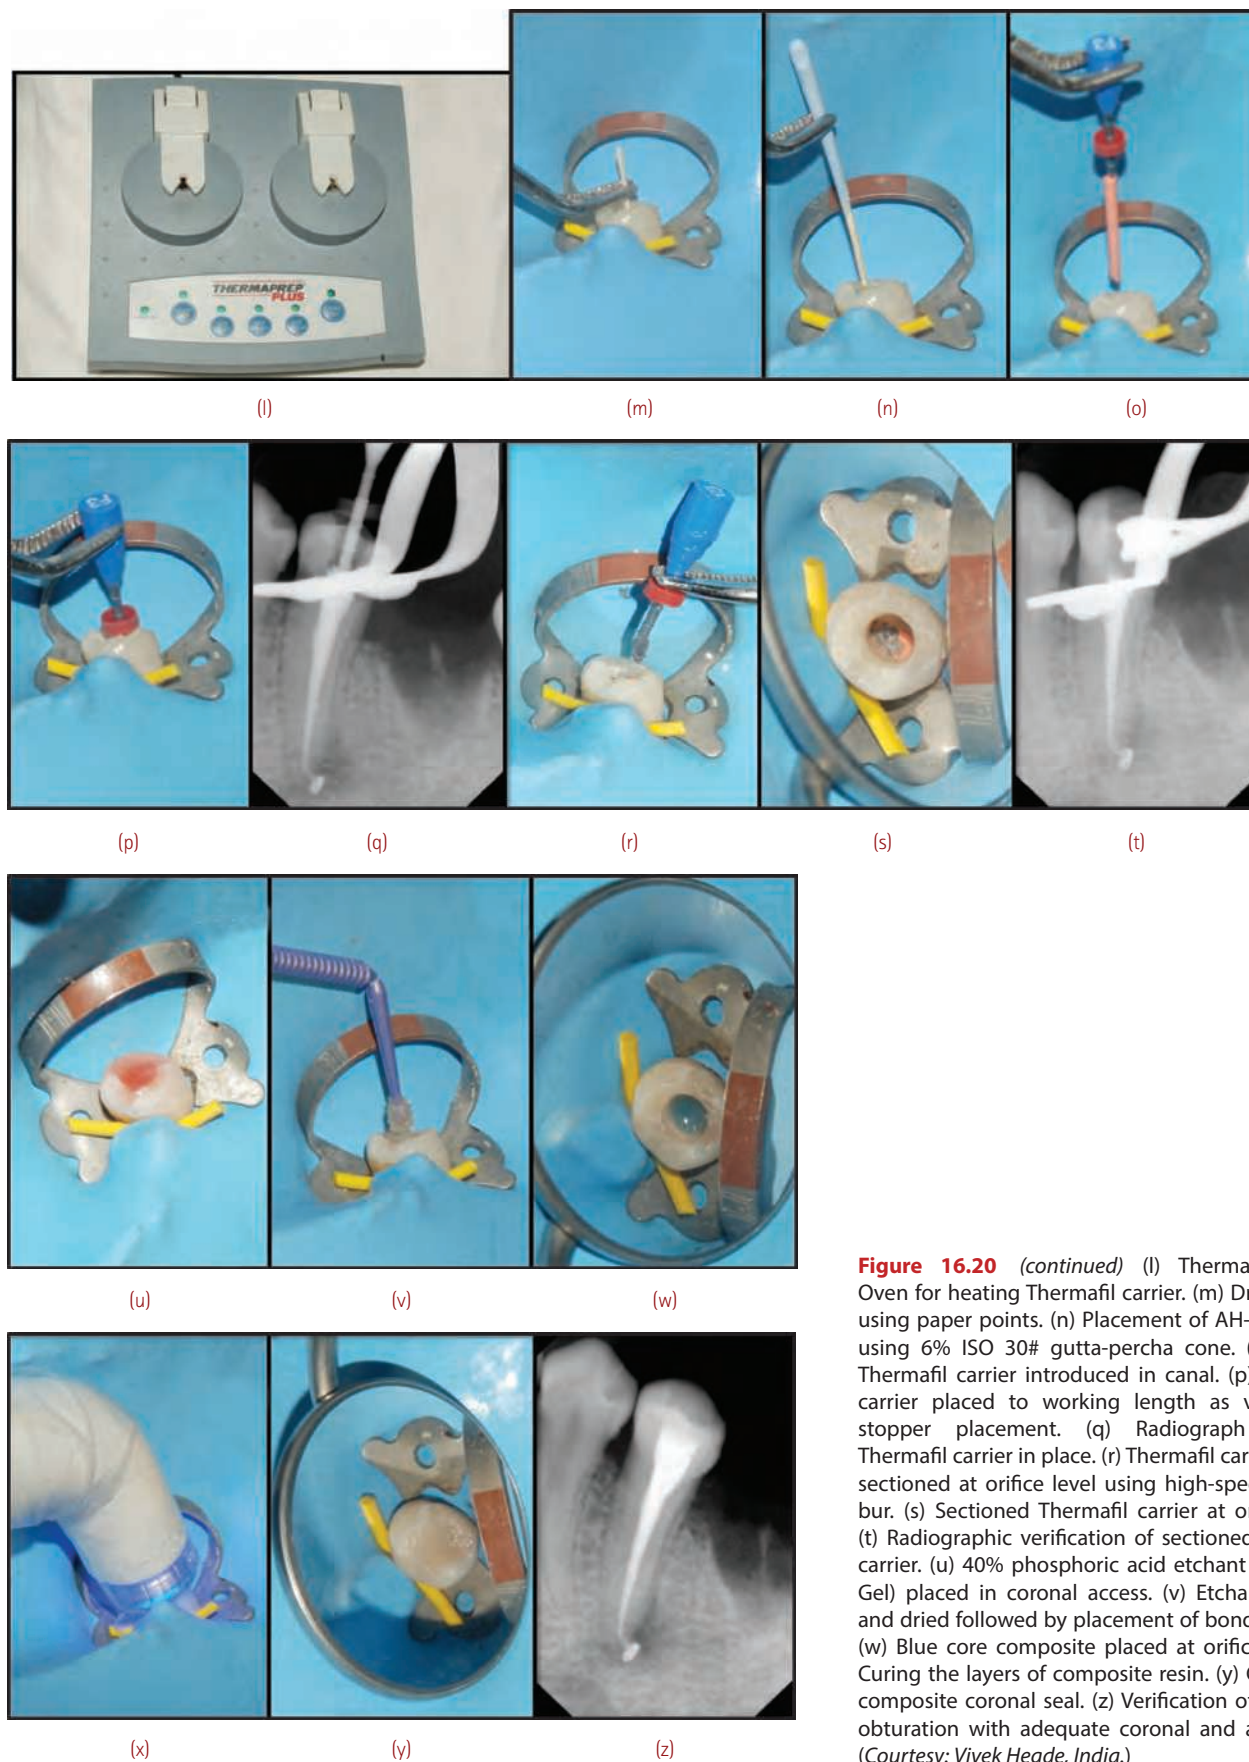 THERMAPREP
PLUS
F3
(l)
(m)
(n)
(o)
F3
(p)
(q)
(r)
(s)
(t)
(u)
(v)
(w)
(x)
(y)
(z)
Figure 16.20 (continued) (l) Therma
Oven for heating Thermafil carrier. (m) Dr
using paper points. (n) Placement of AH-
using 6% ISO 30# gutta-percha cone. (
Thermafil carrier introduced in canal. (p)
carrier placed to working length as v
stopper placement. (q) Radiograph
Thermafil carrier in place. (r) Thermafil car
sectioned at orifice level using high-spe
bur. (s) Sectioned Thermafil carrier at o
(t) Radiographic verification of sectioned
carrier. (u) 40% phosphoric acid etchant
Gel) placed in coronal access. (v) Etcha
and dried followed by placement of bond
(w) Blue core composite placed at orific
Curing the layers of composite resin. (y)
composite coronal seal. (z) Verification o
obturation with adequate coronal and a
(Courtesy: Vivek Hegde, India.)